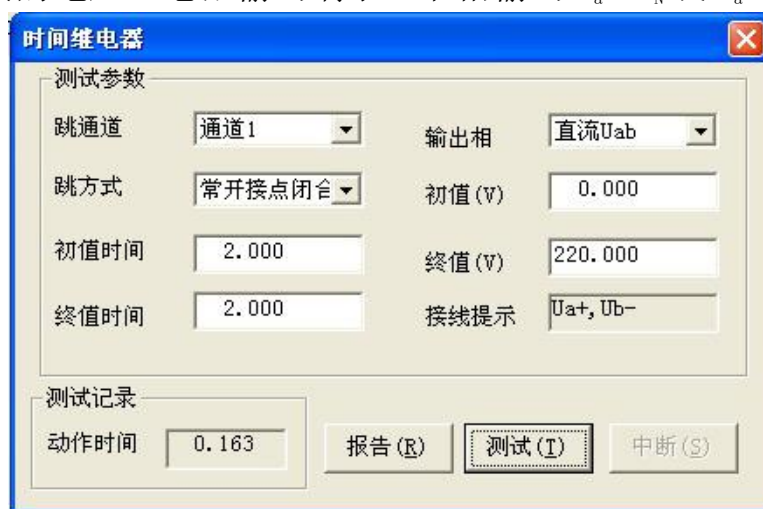 时间继电器
测试参数
跳通道 通道1 输出相 直流Uab
跳方式 常开接点闭合 初值(V) 0.000
初值时间 2.000 终值(V) 220.000
终值时间 2.000 接线提示 Ua+,Ub-
测试记录
动作时间 0.163 报告(R) 测试(T) 中断(S)